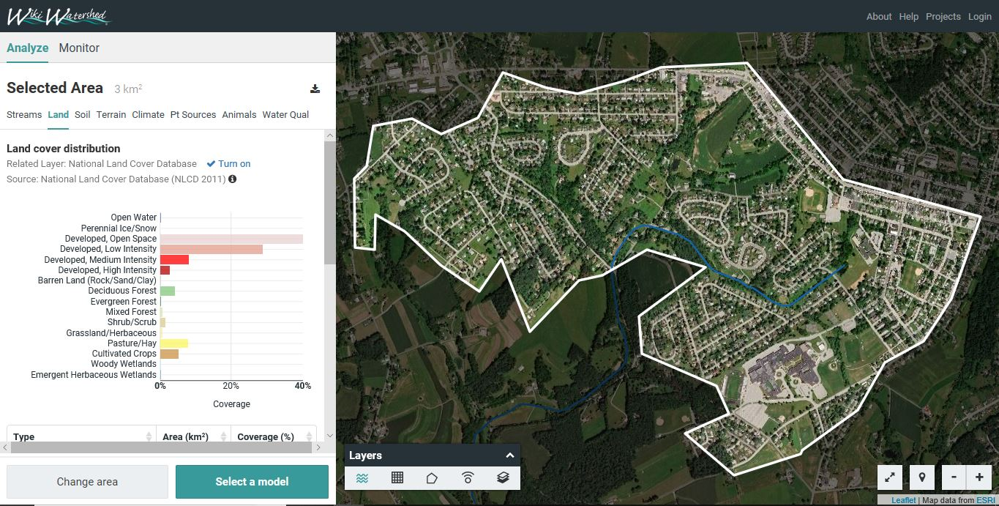 WikiWatershed
About Help Projects Login
Analyze Monitor
Selected Area 3 km²
Streams Land Soil Terrain Climate Pt Sources Animals Water Qual
Land cover distribution
Related Layer: National Land Cover Database Turn on
Source: National Land Cover Database (NLCD 2011)
Open Water
Perennial Ice/Snow
Developed, Open Space
Developed, Low Intensity
Developed, Medium Intensity
Developed, High Intensity
Barren Land (Rock/Sand/Clay)
Deciduous Forest
Evergreen Forest
Mixed Forest
Shrub/Scrub
Grassland/Herbaceous
Pasture/Hay
Cultivated Crops
Woody Wetlands
Emergent Herbaceous Wetlands
0% 20% 40%
Coverage
Type Area (km²) Coverage (%)
Change area Select a model
Layers
Leaflet | Map data from ESRI